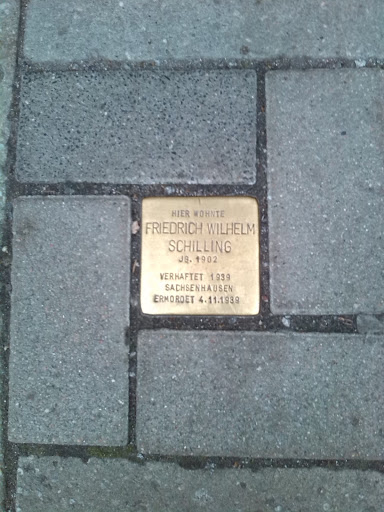 HIER WOHNTE
FRIEDRICH WILHELM
SCHILLING
JG. 1902
VERHAFTET 1939
SACHSENHAUSEN
ERMORDET 4.11.1939